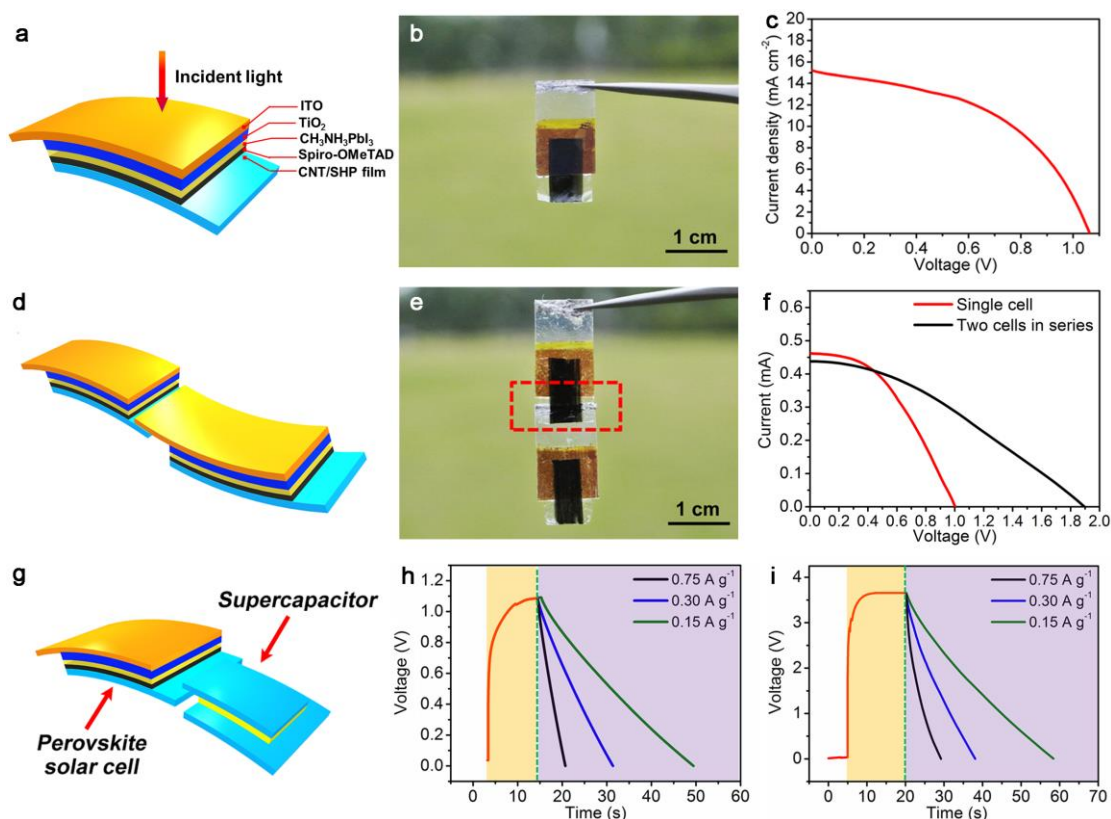 a
Incident light
ITO
TiO₂
CH₃NH₃PbI₃
Spiro-OMeTAD
CNT/SHP film
b
1 cm
c
Current density (mA cm⁻²)
20
18
16
14
12
10
8
6
4
2
0
0.0 0.2 0.4 0.6 0.8 1.0
Voltage (V)
d
e
1 cm
f
Single cell
Two cells in series
Current (mA)
0.6
0.5
0.4
0.3
0.2
0.1
0.0
0.0 0.2 0.4 0.6 0.8 1.0 1.2 1.4 1.6 1.8 2.0
Voltage (V)
g
Supercapacitor
Perovskite
solar cell
h
0.75 A g⁻¹
0.30 A g⁻¹
0.15 A g⁻¹
Voltage (V)
1.2
1.0
0.8
0.6
0.4
0.2
0.0
0 10 20 30 40 50 60
Time (s)
i
0.75 A g⁻¹
0.30 A g⁻¹
0.15 A g⁻¹
Voltage (V)
4
3
2
1
0
-10 0 10 20 30 40 50 60 70
Time (s)